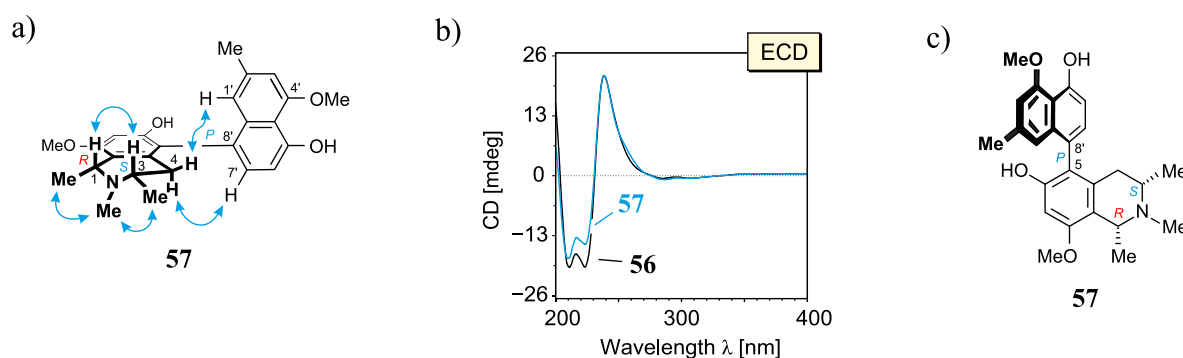 a)
Me
1'
4'
H
OMe
OH
P
8'
MeO
H
H
4
H
OH
R
S
3
7'
Me
1
N
H
H
Me
Me
57
b)
ECD
CD [mdeg]
26
13
0
−13
−26
57
56
200
300
400
Wavelength λ [nm]
c)
MeO
OH
Me
8'
P
5
HO
S
Me
N
R
Me
MeO
Me
57